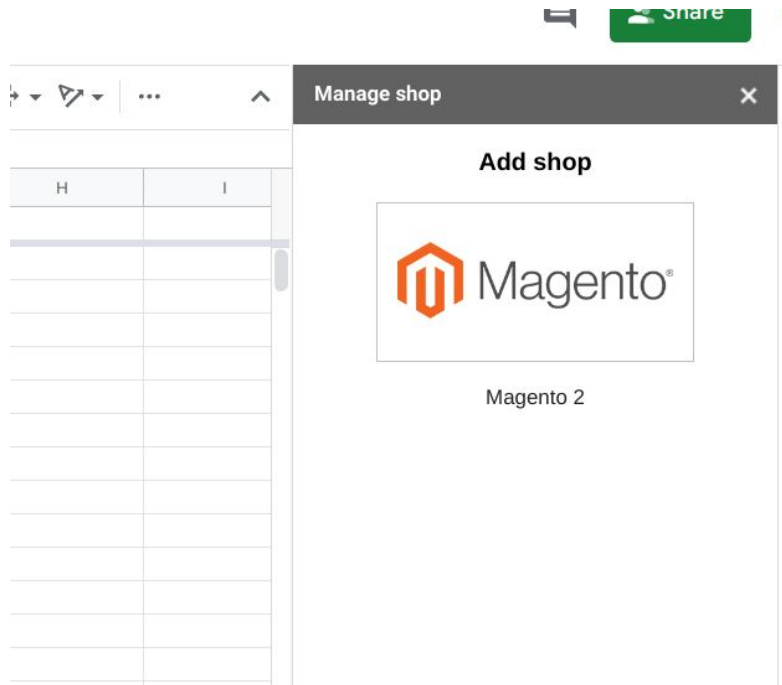 Share
Manage shop
Add shop
H
I
Magento®
Magento 2